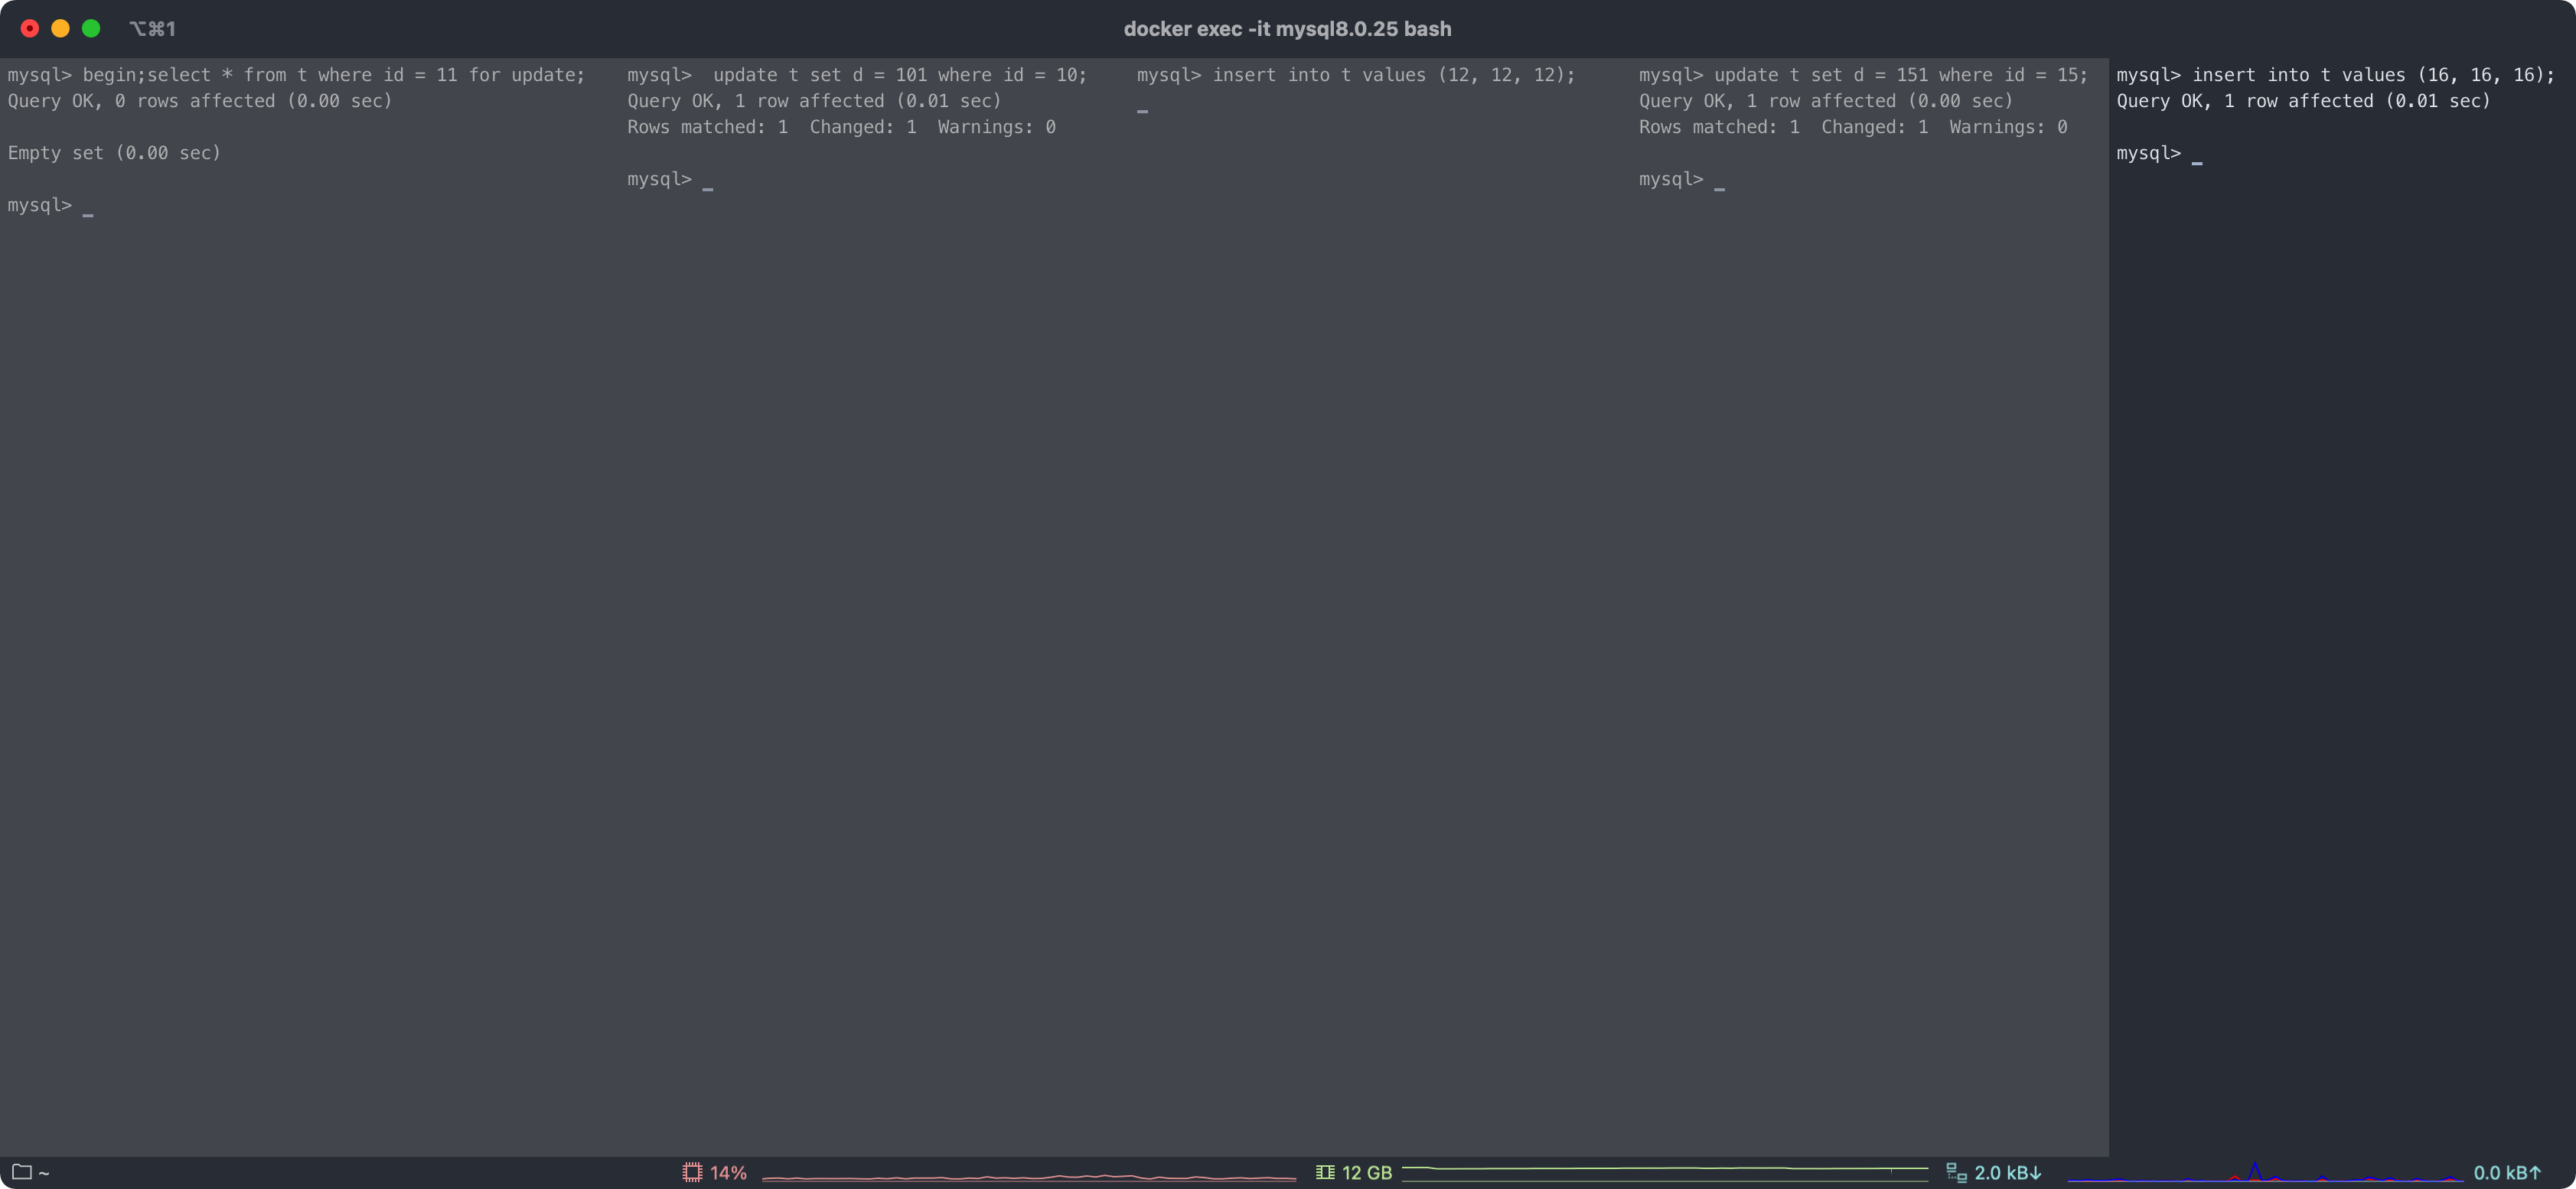 ⌥⌘1
docker exec -it mysql8.0.25 bash
mysql> begin;select * from t where id = 11 for update;
Query OK, 0 rows affected (0.00 sec)
Empty set (0.00 sec)
mysql> _
mysql>  update t set d = 101 where id = 10;
Query OK, 1 row affected (0.01 sec)
Rows matched: 1  Changed: 1  Warnings: 0
mysql> _
mysql> insert into t values (12, 12, 12);
_
mysql> update t set d = 151 where id = 15;
Query OK, 1 row affected (0.00 sec)
Rows matched: 1  Changed: 1  Warnings: 0
mysql> _
mysql> insert into t values (16, 16, 16);
Query OK, 1 row affected (0.01 sec)
mysql> _
~
14%
12 GB
2.0 kB↓
0.0 kB↑